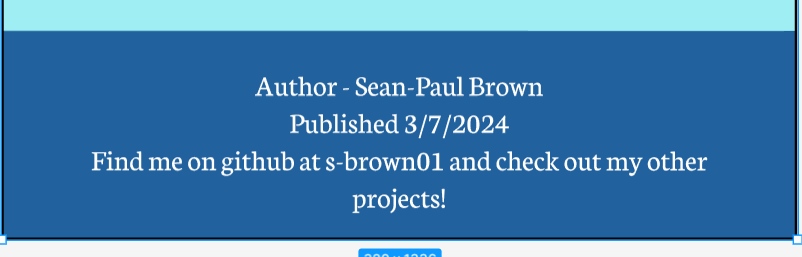 Author - Sean-Paul Brown
Published 3/7/2024
Find me on github at s-brown01 and check out my other
projects!